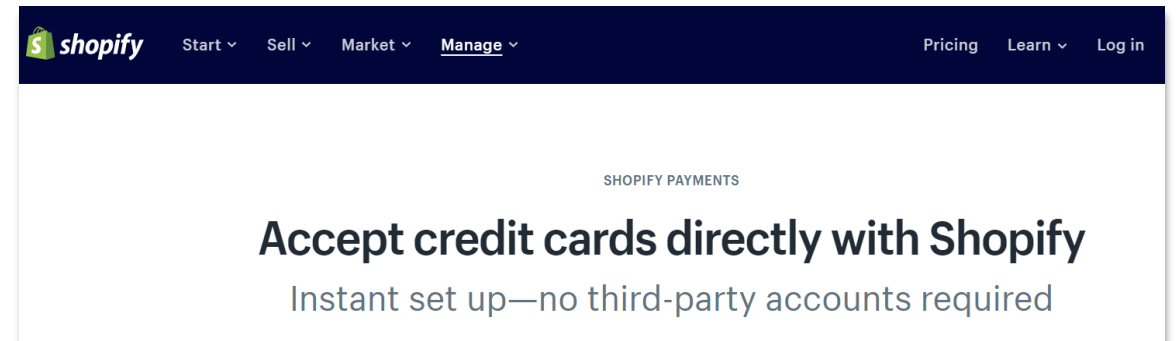 shopify Start Sell Market Manage Pricing Learn Log in
SHOPIFY PAYMENTS
Accept credit cards directly with Shopify
Instant set up—no third-party accounts required